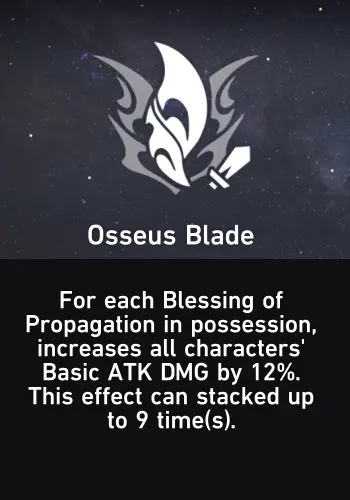 Osseus Blade
For each Blessing of
Propagation in possession,
increases all characters'
Basic ATK DMG by 12%.
This effect can stacked up
to 9 time(s).